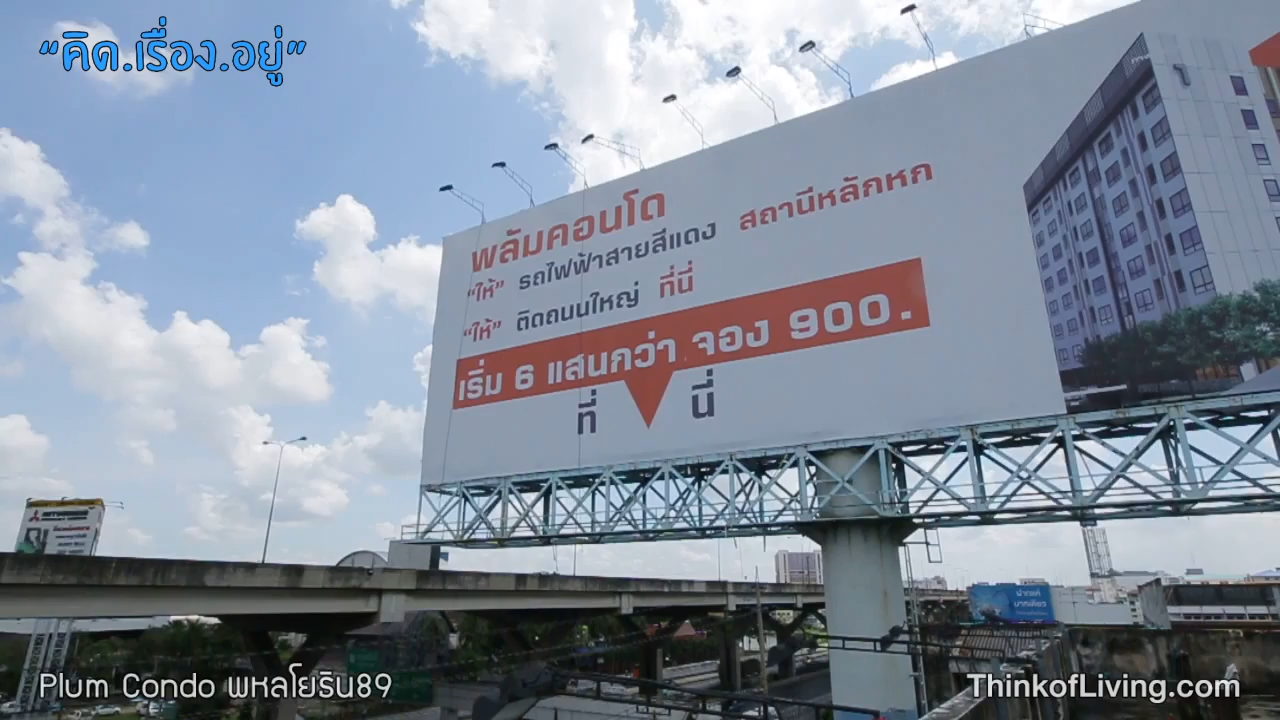 “คิด.เรื่อง.อยู่”
พลัมคอนโด
“ให้” รถไฟฟ้าสายสีแดง สถานีหลักหก
“ให้” ติดถนนใหญ่ ที่นี่
เริ่ม 6 แสนกว่า จอง 900.
ที่ นี่
MITSUBISHI
Plum Condo พหลโยธิน89
ThinkofLiving.com